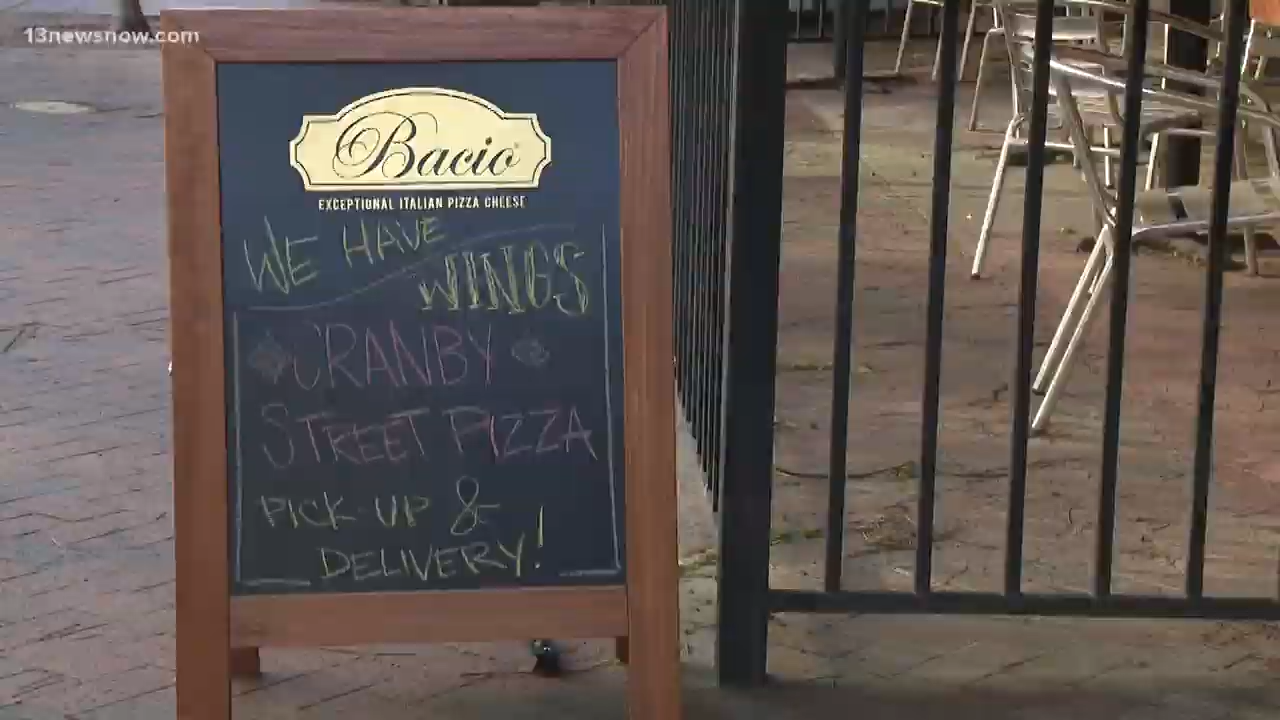 13newsnow.com
Bacio
EXCEPTIONAL ITALIAN PIZZA CHEESE
WE HAVE
WINGS
GRANBY
STREET PIZZA
PICK-UP &
DELIVERY!